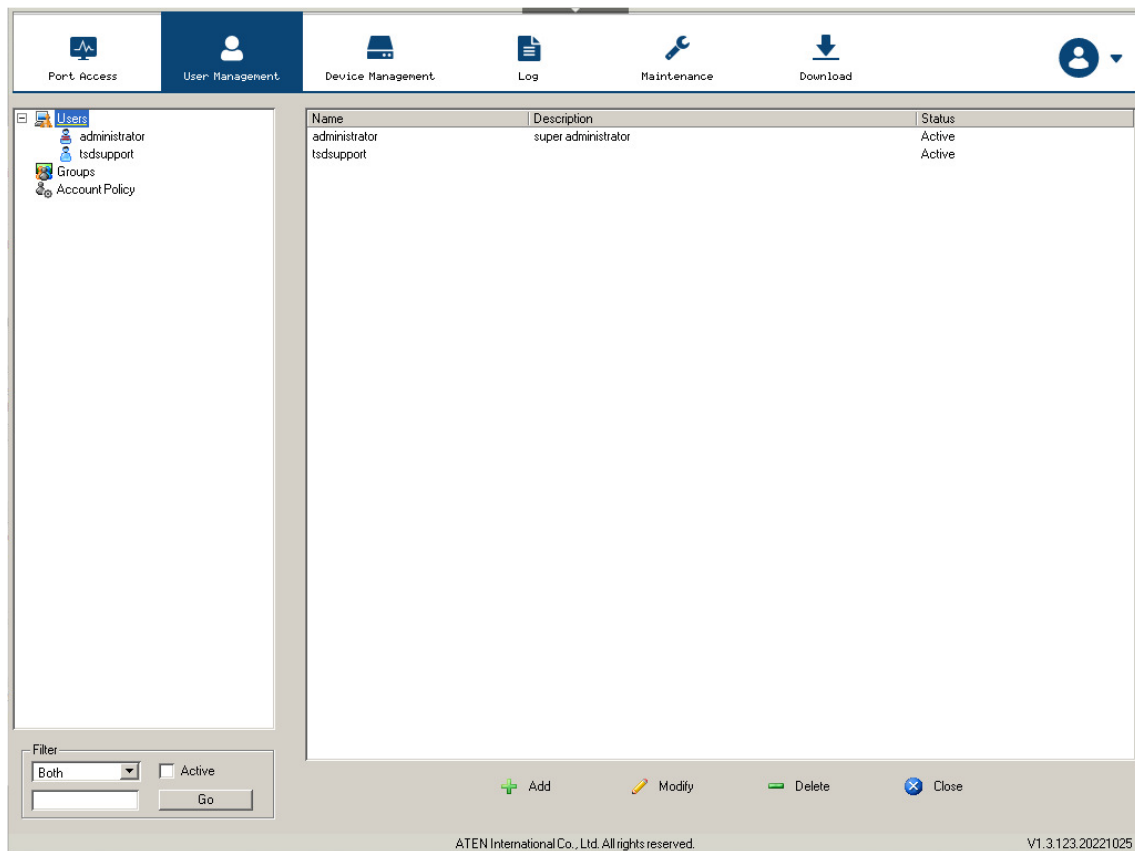 Port Access User Management Device Management Log Maintenance Download
Users
administrator
tsdsupport
Groups
Account Policy
Name Description Status
administrator super administrator Active
tsdsupport Active
Filter
Both Active
Go
Add Modify Delete Close
ATEN International Co., Ltd. All rights reserved. V1.3.123.20221025